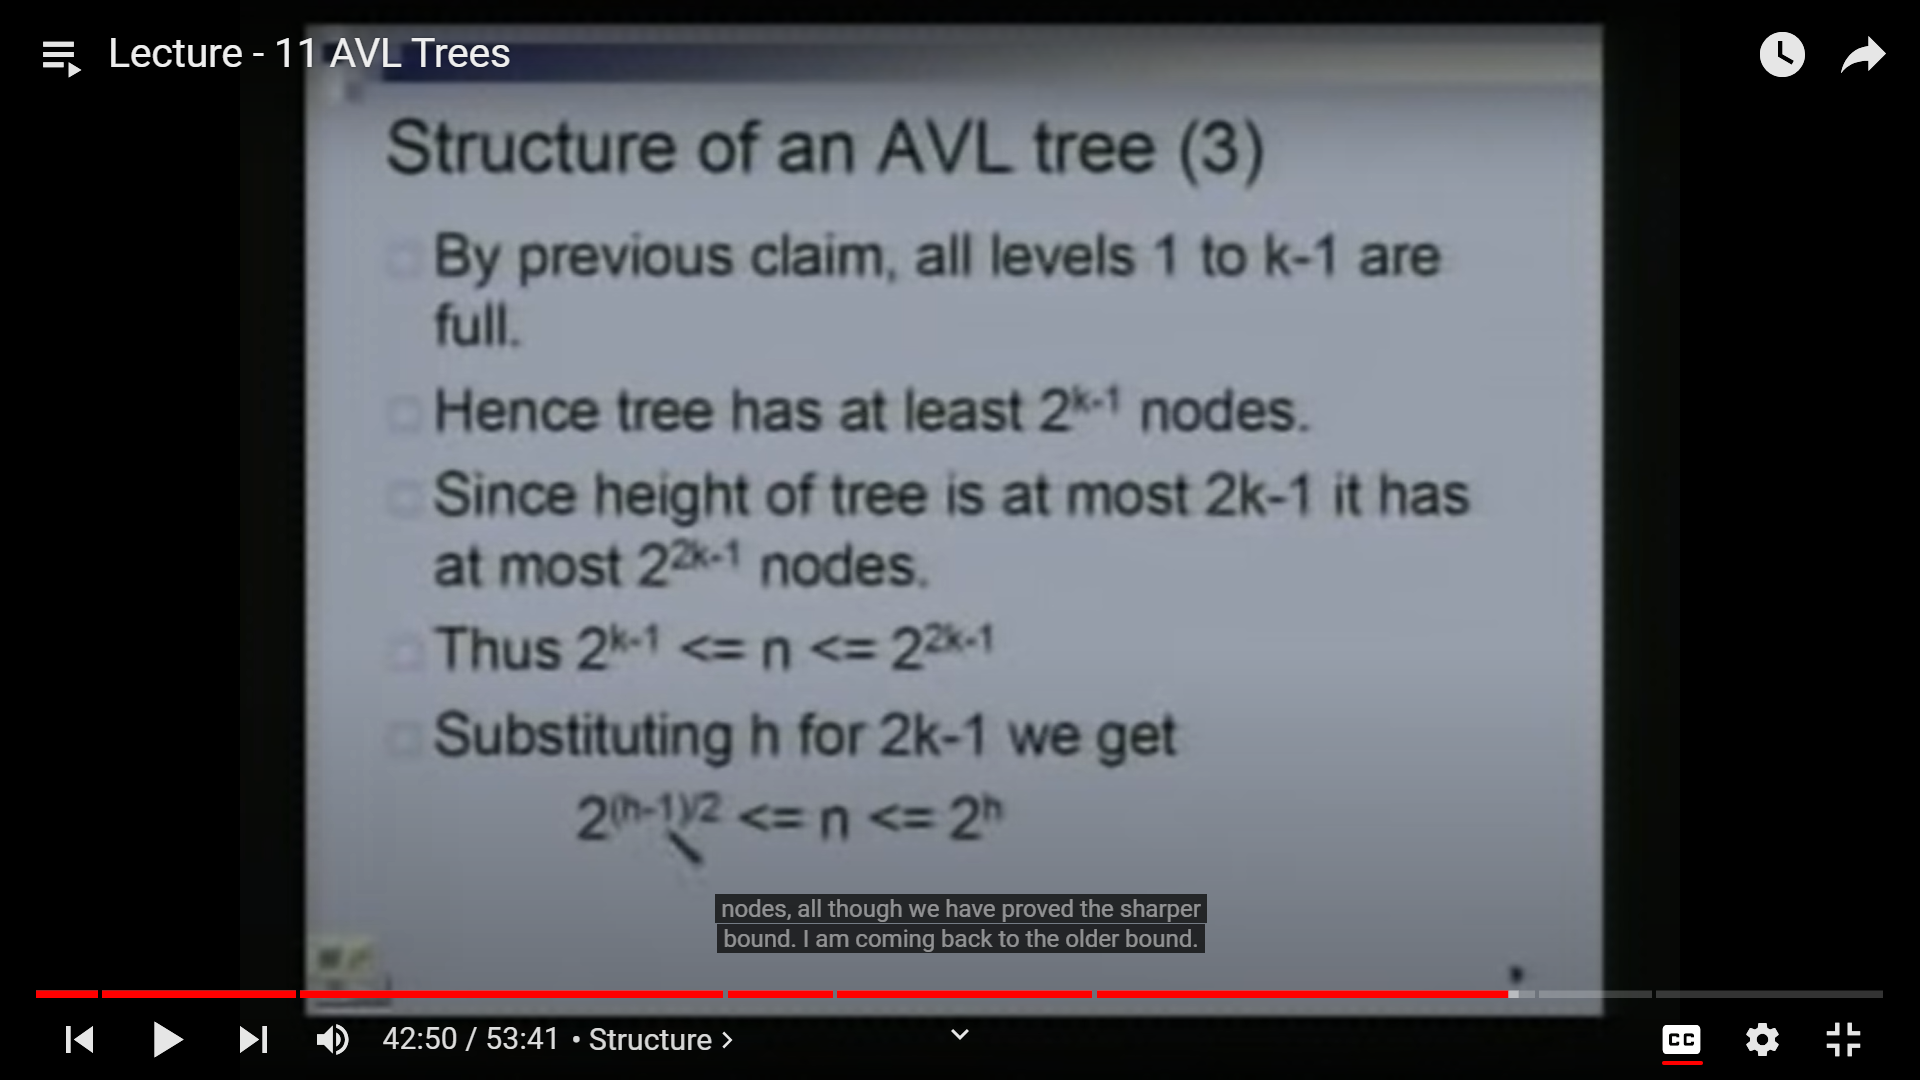 Lecture - 11 AVL Trees
Structure of an AVL tree (3)
By previous claim, all levels 1 to k-1 are
full.
Hence tree has at least 2^{k-1} nodes.
Since height of tree is at most 2k-1 it has
at most 2^{2k-1} nodes.
Thus 2^{k-1} <= n <= 2^{2k-1}
Substituting h for 2k-1 we get
2^{(h-1)/2} <= n <= 2^{h}
nodes, all though we have proved the sharper
bound. I am coming back to the older bound.
42:50 / 53:41 • Structure >
CC